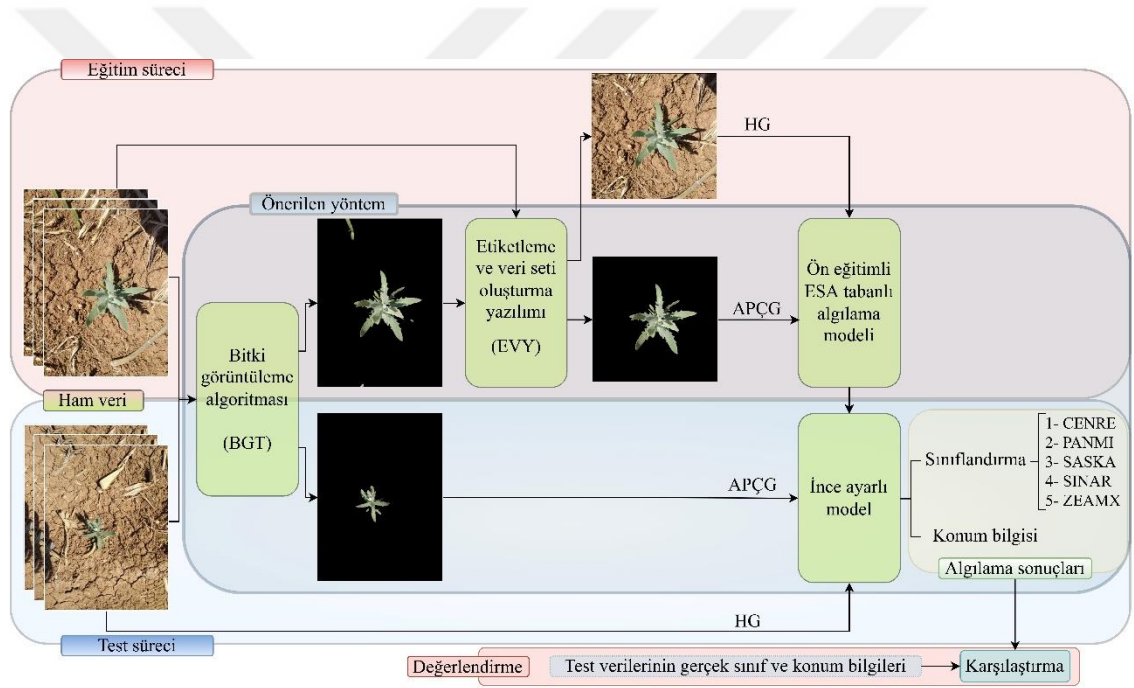 Eğitim süreci
HG
Önerilen yöntem
Etiketleme
ve veri seti
oluşturma
yazılımı
(EVY)
Ön eğitimli
ESA tabanlı
algılama
modeli
APÇG
Bitki
görüntüleme
algoritması
(BGT)
Ham veri
APÇG
İnce ayarlı
model
Sınıflandırma
1- CENRE
2- PANMI
3- SASKA
4- SINAR
5- ZEAMX
Konum bilgisi
Algılama sonuçları
HG
Test süreci
Değerlendirme
Test verilerinin gerçek sınıf ve konum bilgileri
Karşılaştırma